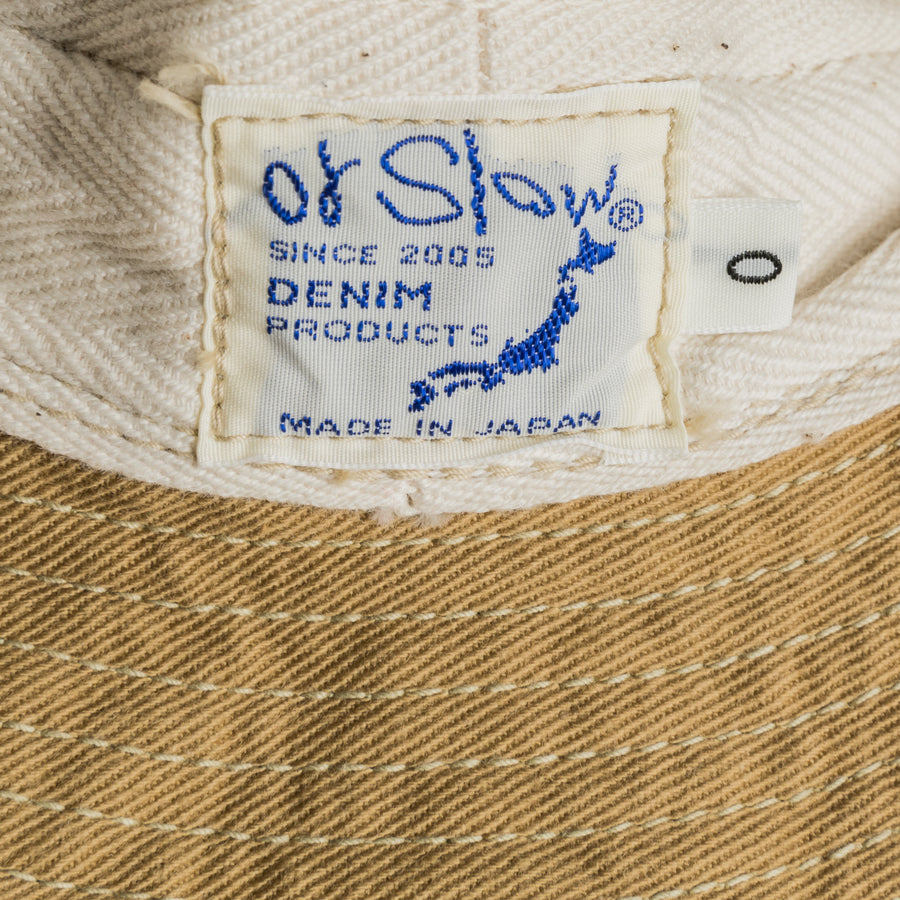 or Slow®
SINCE 2005
DENIM
PRODUCTS
MADE IN JAPAN
0